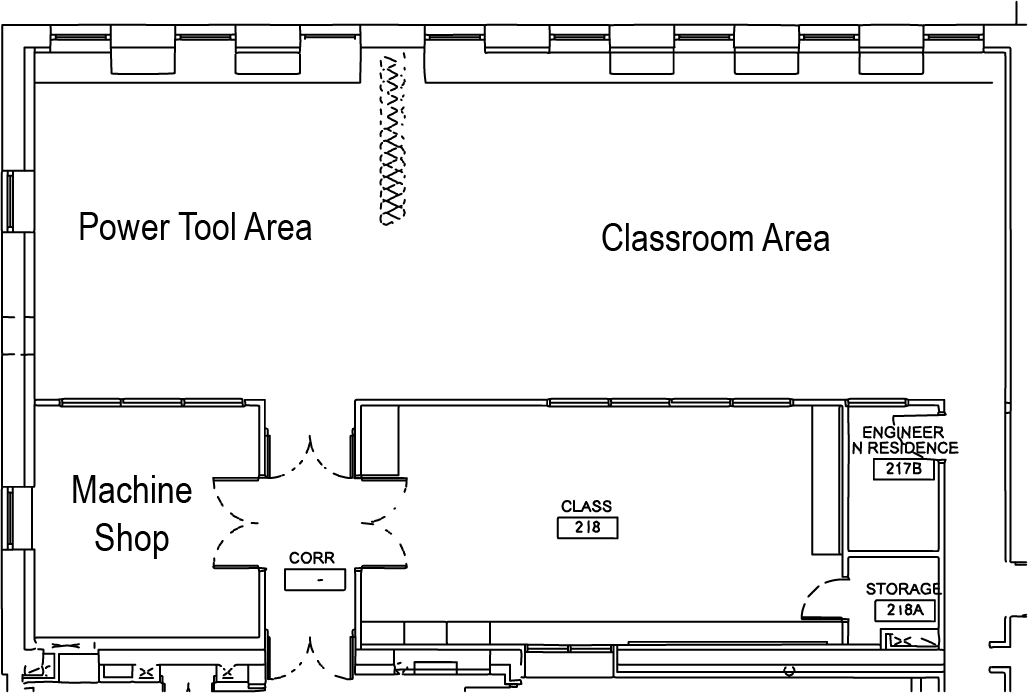 Power Tool Area
Classroom Area
ENGINEER
N RESIDENCE
217B
Machine
Shop
CLASS
218
CORR
-
STORAGE
218A